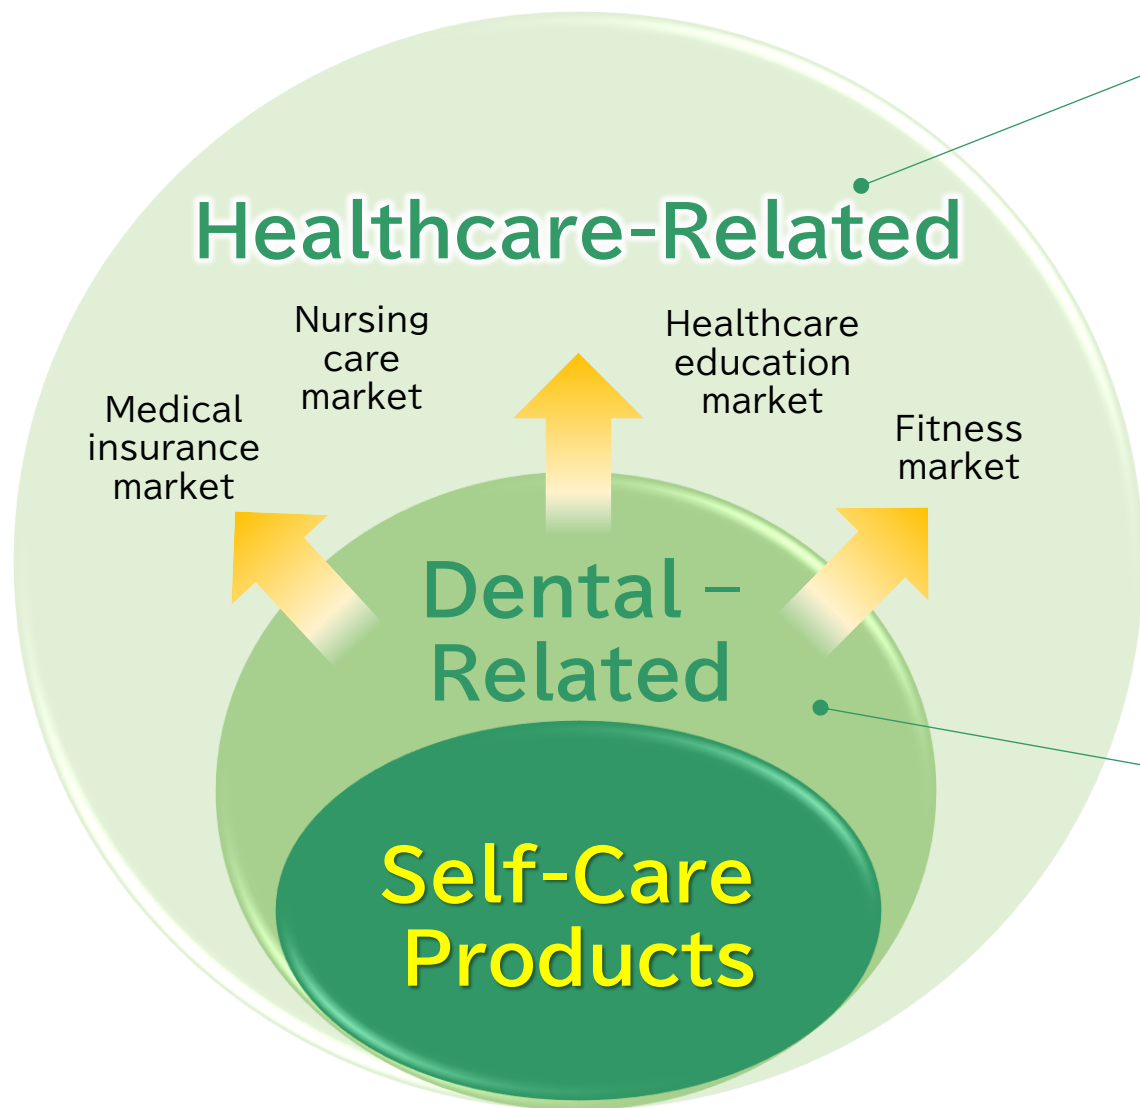 Healthcare-Related
Nursing
care
market
Healthcare
education
market
Medical
insurance
market
Fitness
market
Dental –
Related
Self-Care
Products